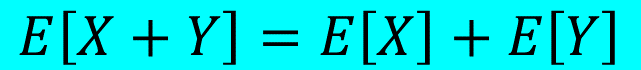 E[X + Y] = E[X] + E[Y]